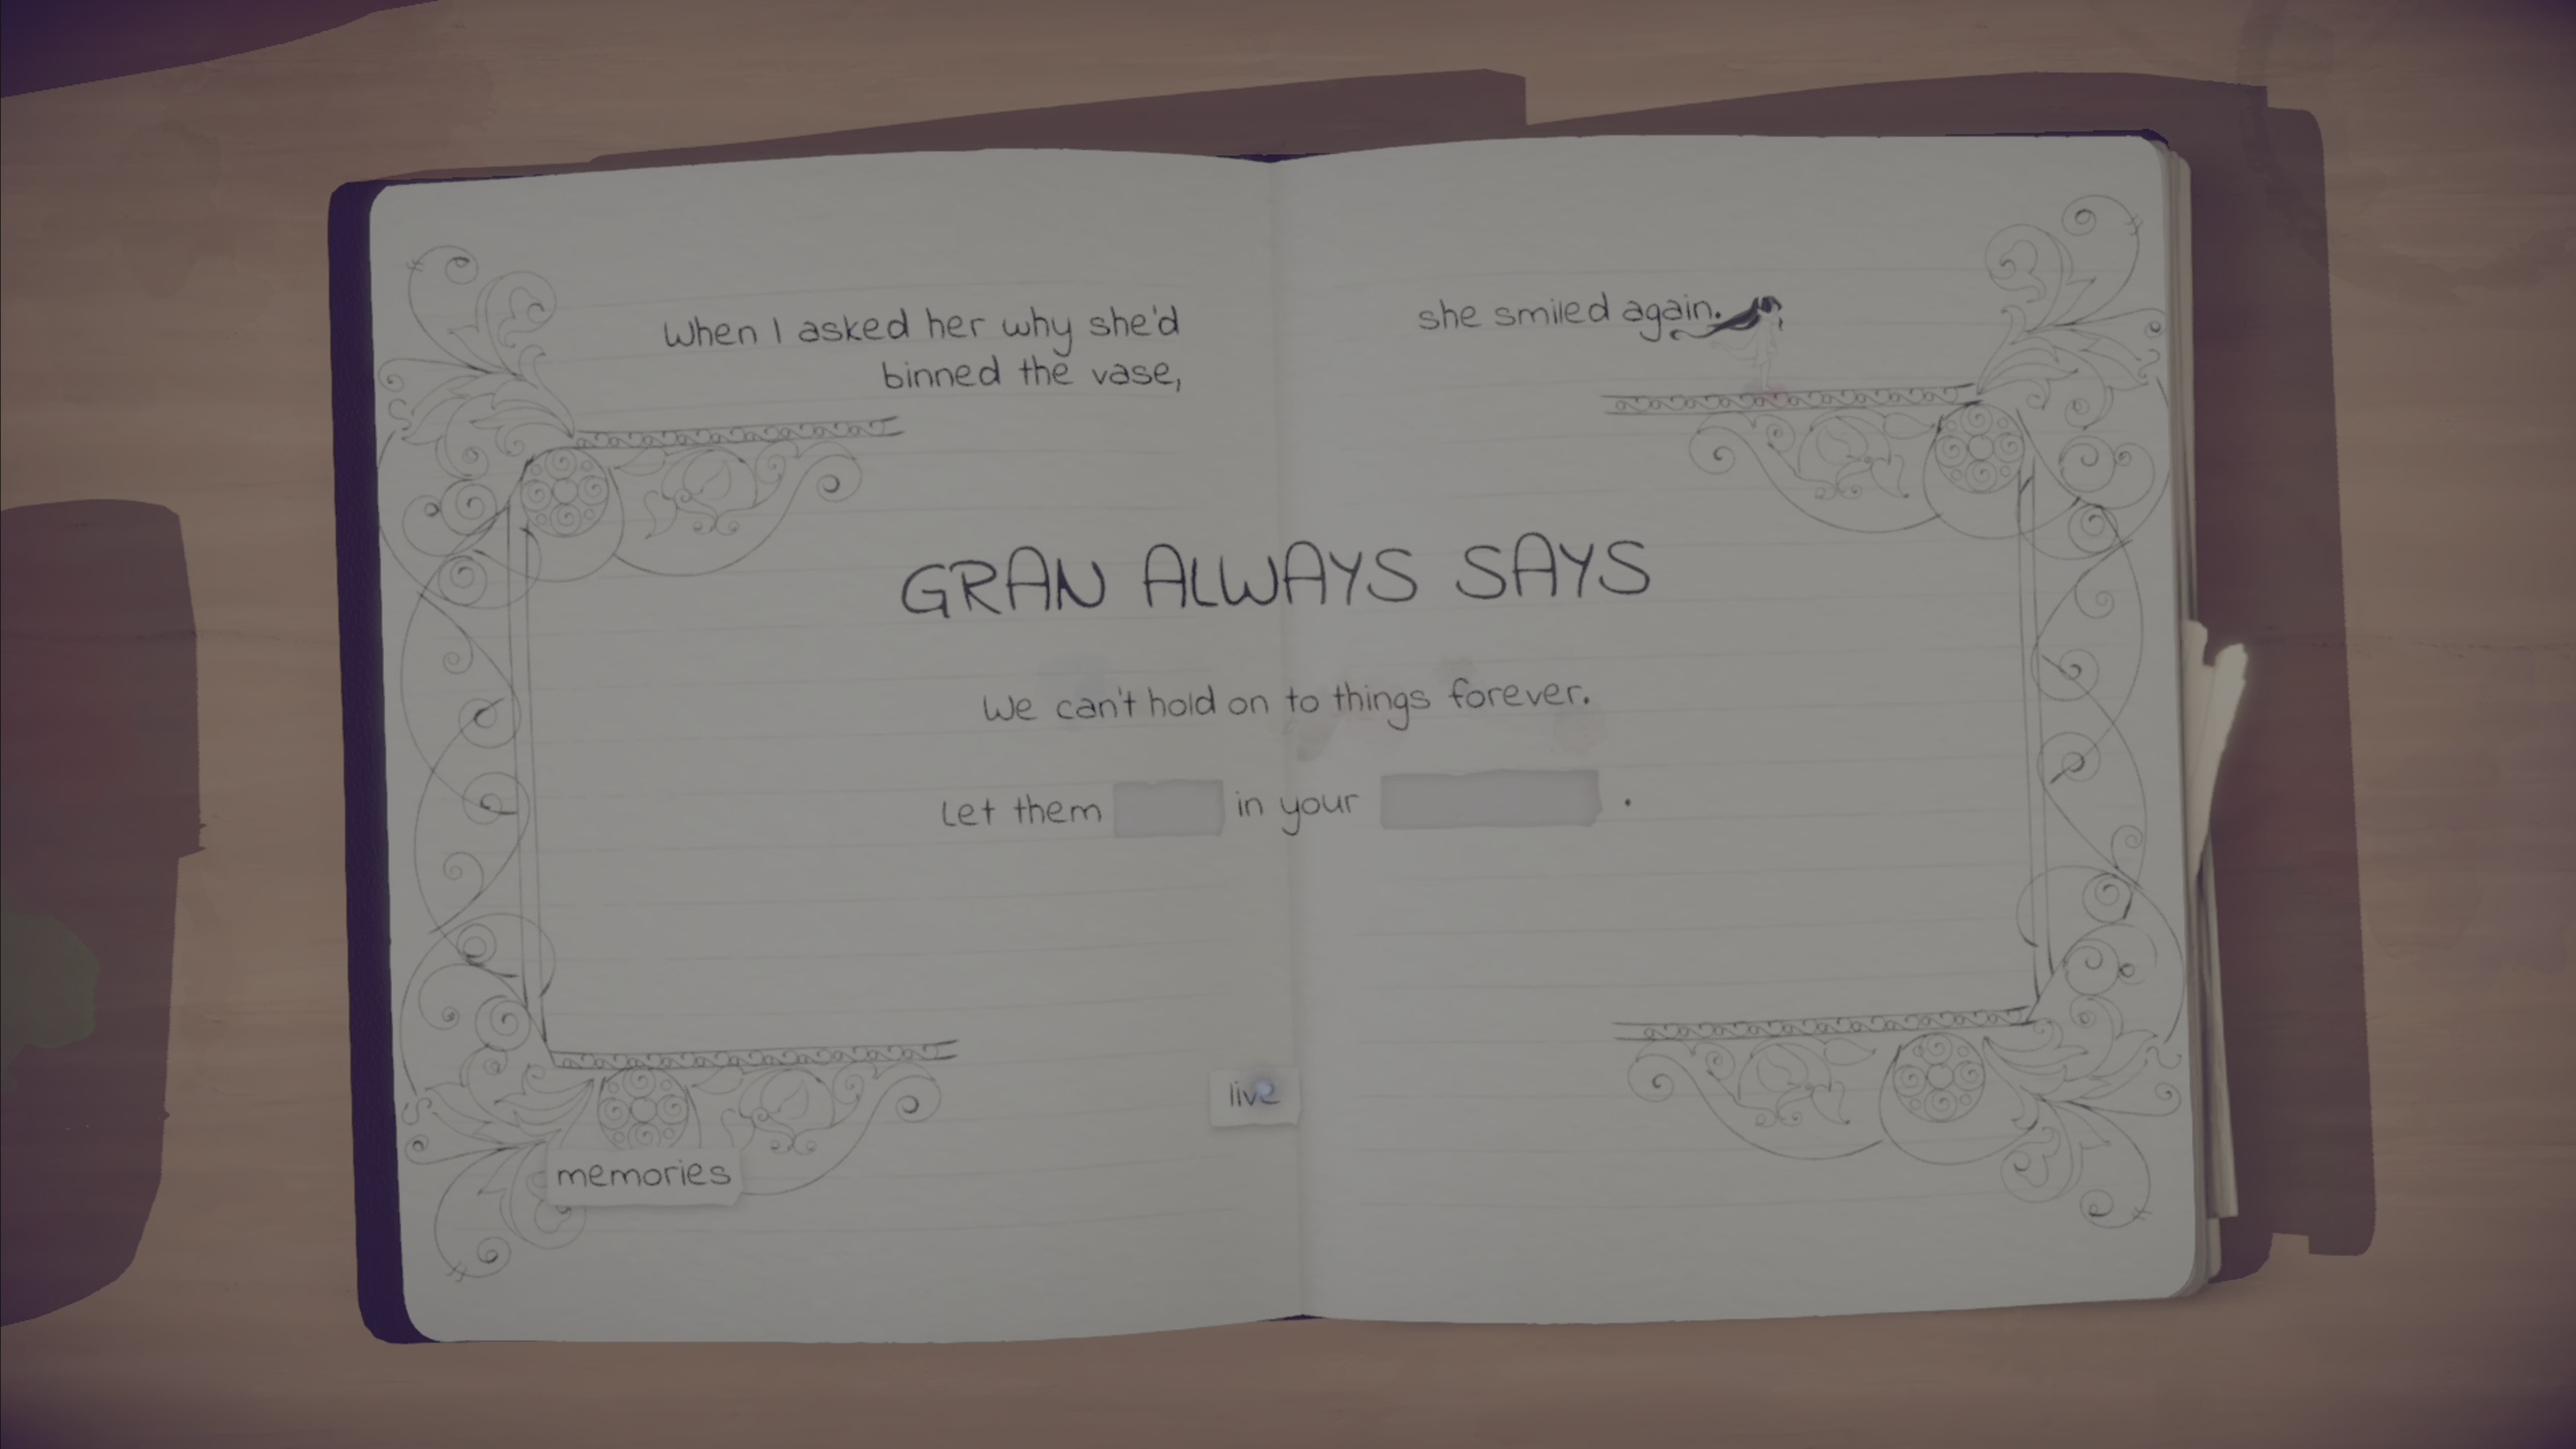 When I asked her why she'd
binned the vase,
she smiled again.
GRAN ALWAYS SAYS
We can't hold on to things forever.
Let them in your .
live
memories